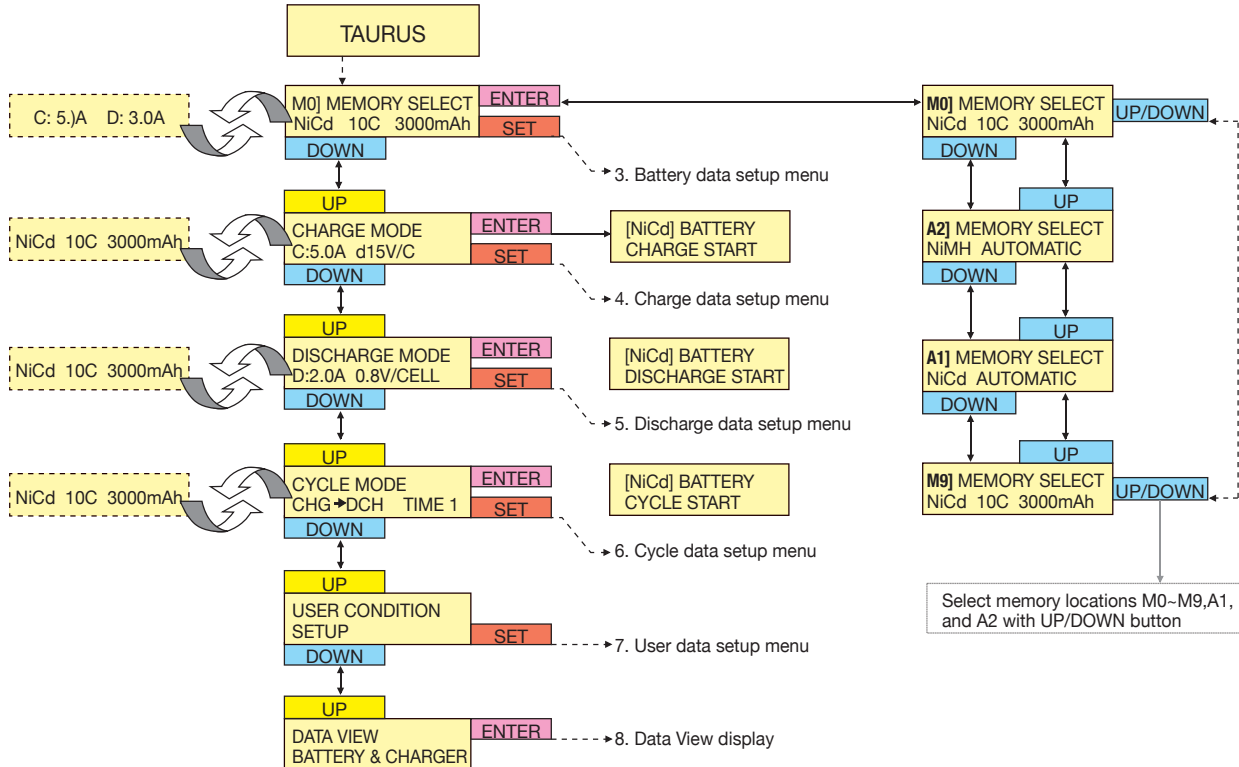 TAURUS
C: 5.)A D: 3.0A
M0] MEMORY SELECT
NiCd 10C 3000mAh
ENTER
SET
DOWN
3. Battery data setup menu
UP
NiCd 10C 3000mAh
CHARGE MODE
C:5.0A d15V/C
ENTER
SET
DOWN
[NiCd] BATTERY
CHARGE START
4. Charge data setup menu
UP
NiCd 10C 3000mAh
DISCHARGE MODE
D:2.0A 0.8V/CELL
ENTER
SET
DOWN
[NiCd] BATTERY
DISCHARGE START
5. Discharge data setup menu
UP
NiCd 10C 3000mAh
CYCLE MODE
CHG➔DCH TIME 1
ENTER
SET
DOWN
[NiCd] BATTERY
CYCLE START
6. Cycle data setup menu
UP
USER CONDITION
SETUP
SET
DOWN
7. User data setup menu
UP
DATA VIEW
BATTERY & CHARGER
ENTER
8. Data View display
M0] MEMORY SELECT
NiCd 10C 3000mAh
UP/DOWN
DOWN
UP
A2] MEMORY SELECT
NiMH AUTOMATIC
DOWN
UP
A1] MEMORY SELECT
NiCd AUTOMATIC
DOWN
UP
M9] MEMORY SELECT
NiCd 10C 3000mAh
UP/DOWN
Select memory locations M0~M9,A1,
and A2 with UP/DOWN button